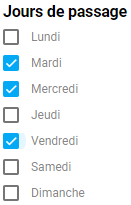 Jours de passage
Lundi
Mardi
Mercredi
Jeudi
Vendredi
Samedi
Dimanche